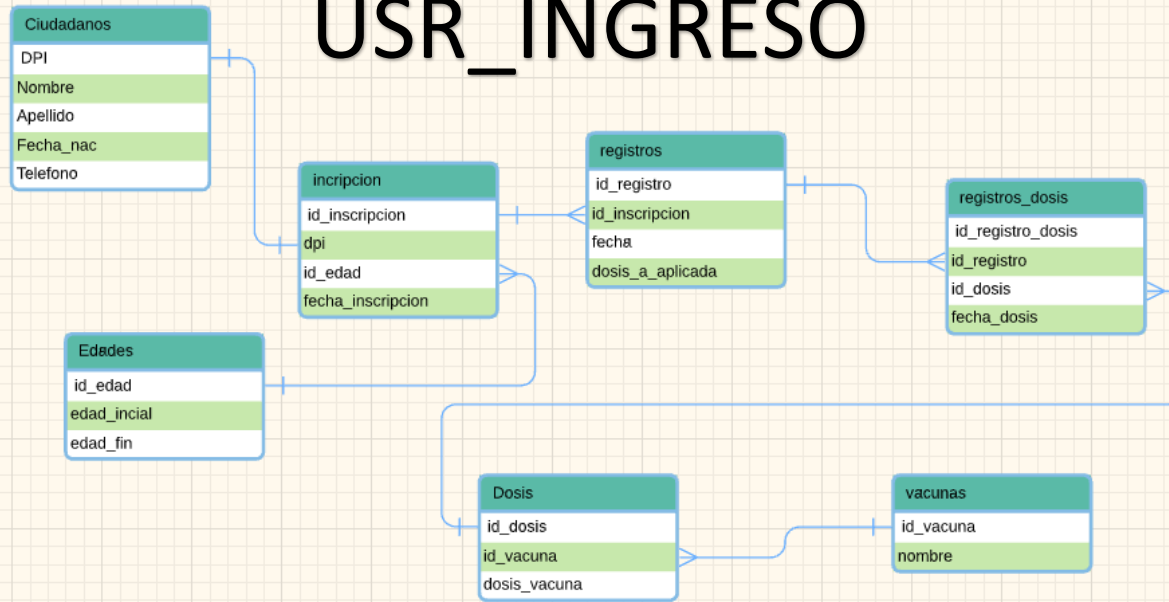 USR_INGRESO
Ciudadanos
DPI
Nombre
Apellido
Fecha_nac
Telefono
incripcion
id_inscripcion
dpi
id_edad
fecha_inscripcion
registros
id_registro
id_inscripcion
fecha
dosis_a_aplicada
registros_dosis
id_registro_dosis
id_registro
id_dosis
fecha_dosis
Edades
id_edad
edad_incial
edad_fin
Dosis
id_dosis
id_vacuna
dosis_vacuna
vacunas
id_vacuna
nombre